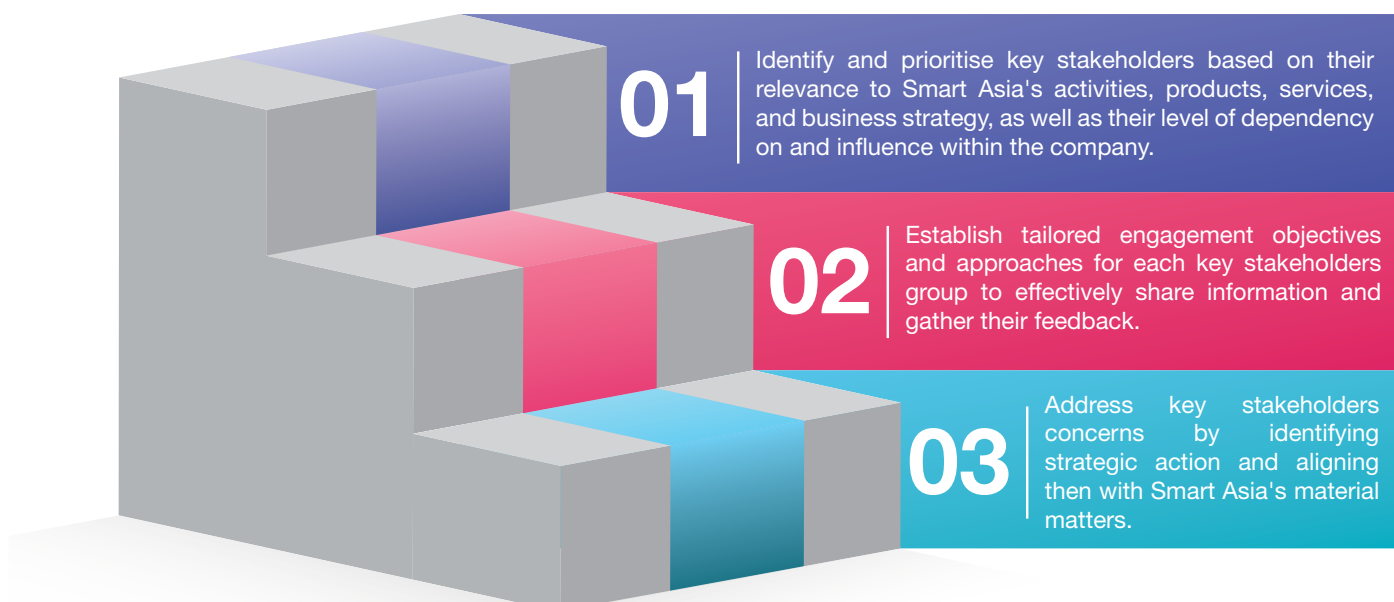 01
Identify and prioritise key stakeholders based on their
relevance to Smart Asia's activities, products, services,
and business strategy, as well as their level of dependency
on and influence within the company.
02
Establish tailored engagement objectives
and approaches for each key stakeholders
group to effectively share information and
gather their feedback.
03
Address key stakeholders
concerns by identifying
strategic action and aligning
then with Smart Asia's material
matters.